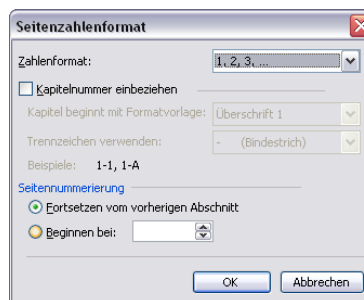 Seitenzahlenformat
Zahlenformat: 1, 2, 3, ...
Kapitelnummer einbeziehen
Kapitel beginnt mit Formatvorlage: Überschrift 1
Trennzeichen verwenden: - (Bindestrich)
Beispiele: 1-1, 1-A
Seitennummerierung
Fortsetzen vom vorherigen Abschnitt
Beginnen bei:
OK Abbrechen